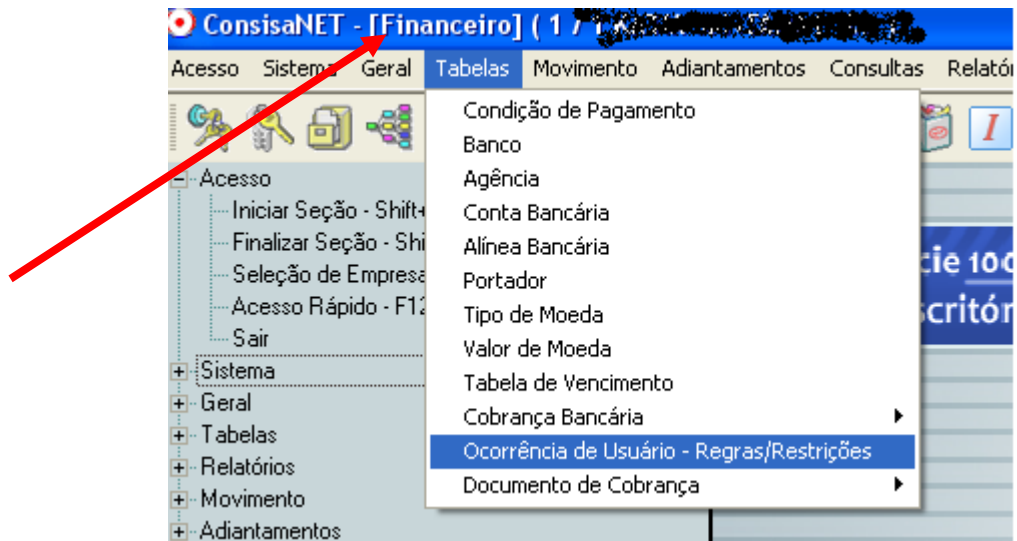 ConsisaNET - [Financeiro] ( 1 /
Acesso Sistema Geral Tabelas Movimento Adiantamentos Consultas Relatór
Condição de Pagamento
Banco
Agência
Conta Bancária
Alínea Bancária
Portador
Tipo de Moeda
Valor de Moeda
Tabela de Vencimento
Cobrança Bancária
Ocorrência de Usuário - Regras/Restrições
Documento de Cobrança
Acesso
Iniciar Seção - Shift+
Finalizar Seção - Shi
Seleção de Empresa
Acesso Rápido - F12
Sair
Sistema
Geral
Tabelas
Relatórios
Movimento
Adiantamentos
I
cie 100
scritór